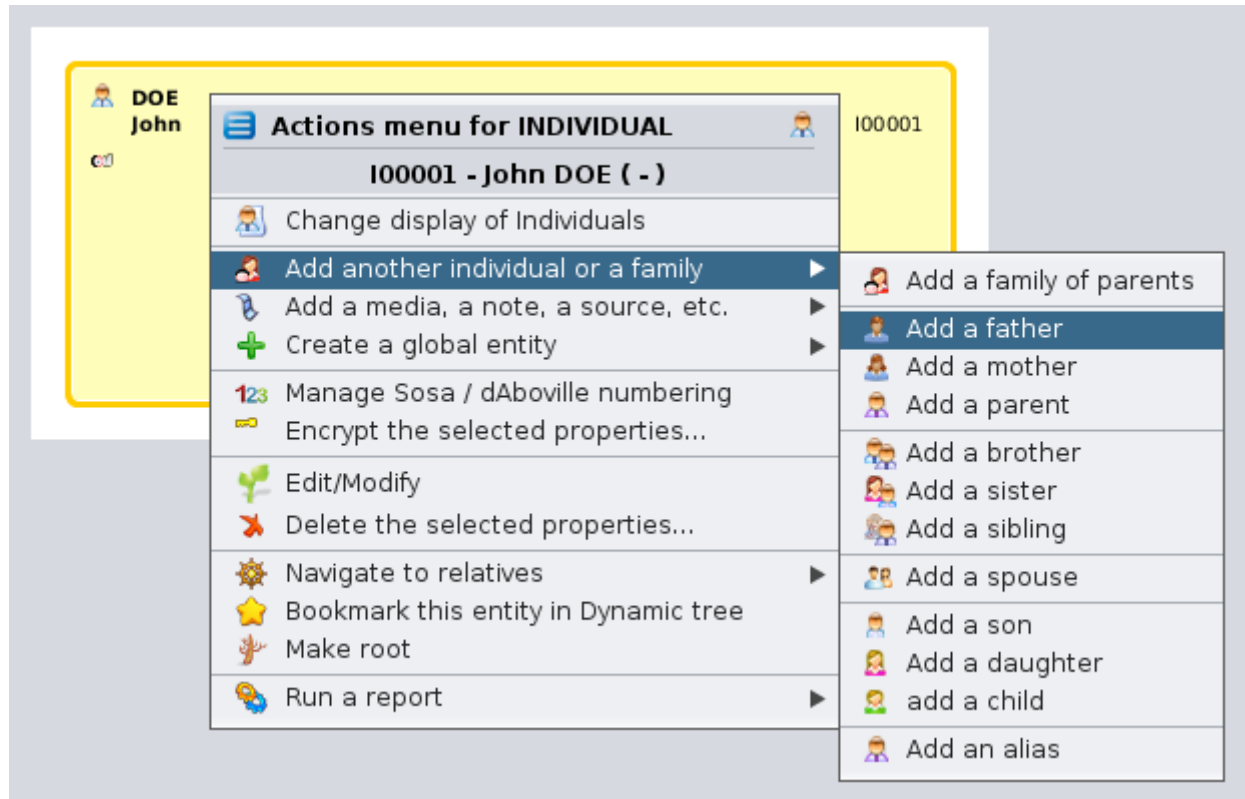 DOE
John
I00001
Actions menu for INDIVIDUAL
I00001 - John DOE ( - )
Change display of Individuals
Add another individual or a family
Add a media, a note, a source, etc.
Create a global entity
123 Manage Sosa / dAboville numbering
Encrypt the selected properties...
Edit/Modify
Delete the selected properties...
Navigate to relatives
Bookmark this entity in Dynamic tree
Make root
Run a report
Add a family of parents
Add a father
Add a mother
Add a parent
Add a brother
Add a sister
Add a sibling
Add a spouse
Add a son
Add a daughter
add a child
Add an alias